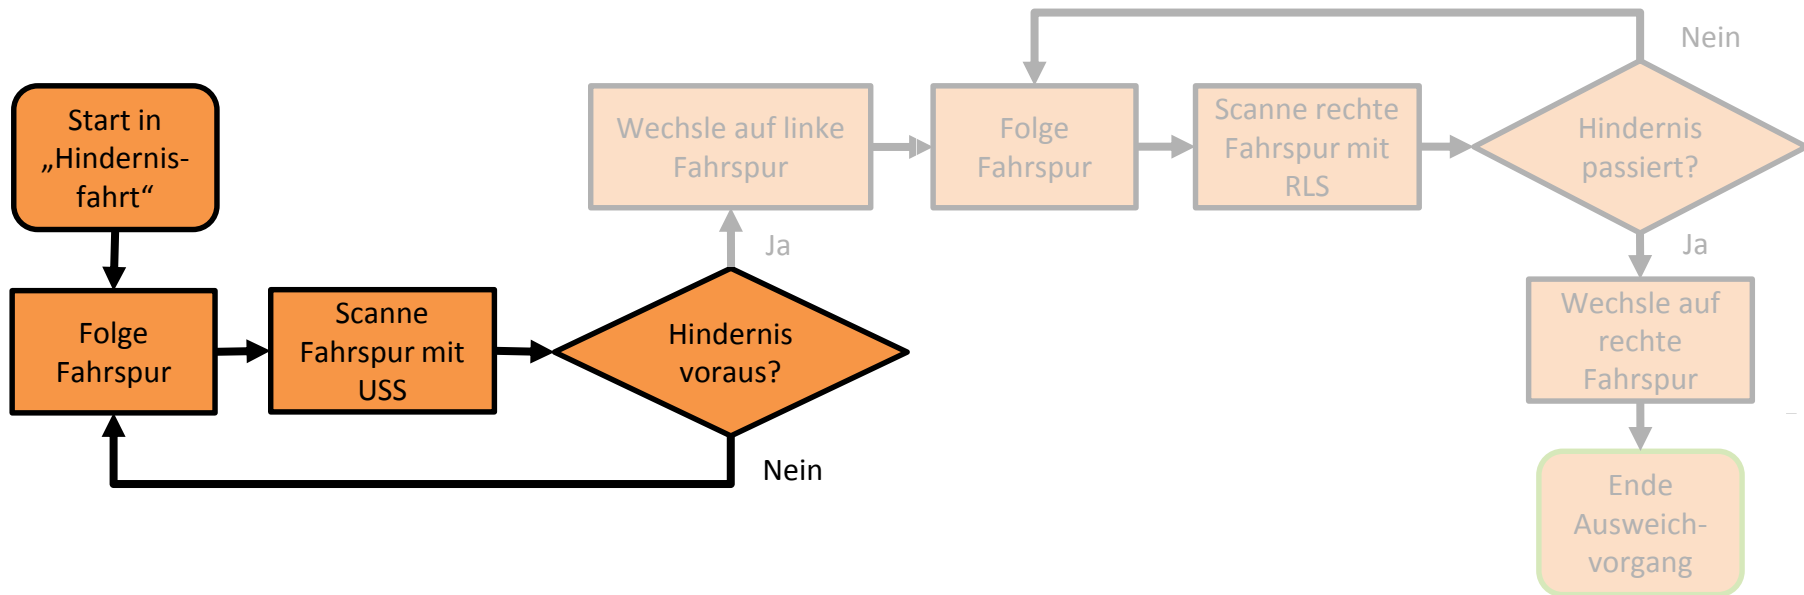 Start in
„Hindernis-
fahrt“
Folge
Fahrspur
Scanne
Fahrspur mit
USS
Hindernis
voraus?
Nein
Ja
Wechsle auf linke
Fahrspur
Folge
Fahrspur
Scanne rechte
Fahrspur mit
RLS
Hindernis
passiert?
Nein
Ja
Wechsle auf
rechte
Fahrspur
Ende
Ausweich-
vorgang